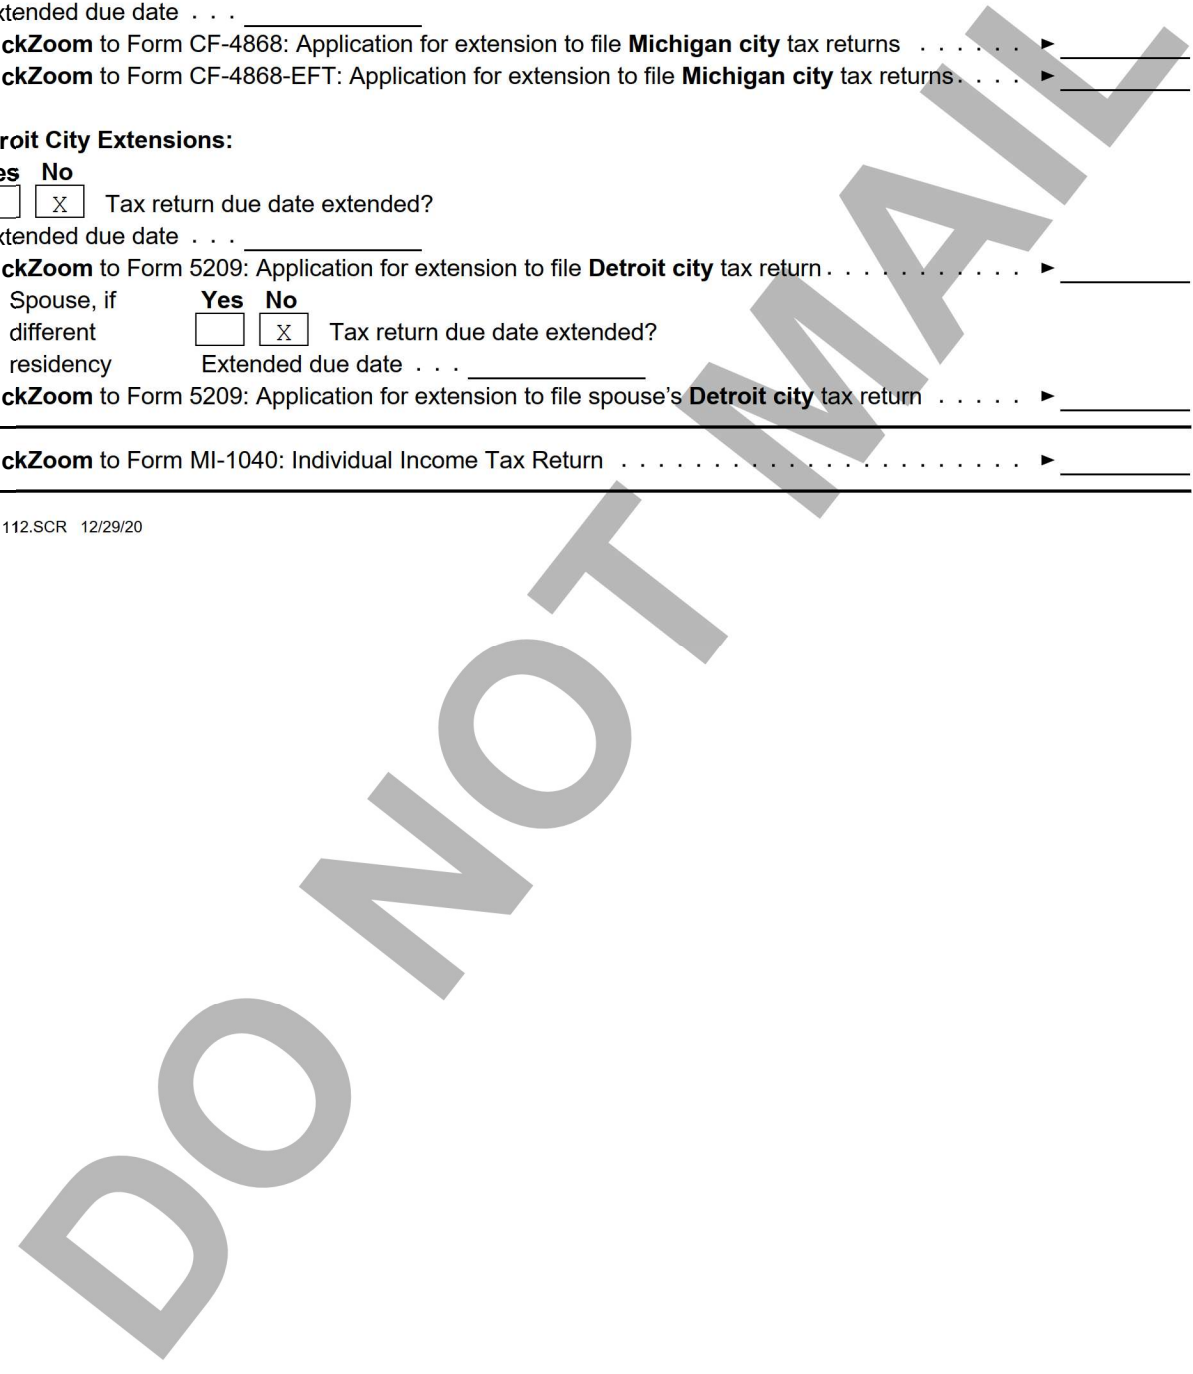 xtended due date . . .
ckZoom to Form CF-4868: Application for extension to file Michigan city tax returns . . . . . . ►
ckZoom to Form CF-4868-EFT: Application for extension to file Michigan city tax returns. . . . ►
roit City Extensions:
es No
X Tax return due date extended?
xtended due date . . .
ckZoom to Form 5209: Application for extension to file Detroit city tax return. . . . . . . . . . . ►
Spouse, if Yes No
different X Tax return due date extended?
residency Extended due date . . .
ckZoom to Form 5209: Application for extension to file spouse's Detroit city tax return . . . . . ►
ckZoom to Form MI-1040: Individual Income Tax Return . . . . . . . . . . . . . . . . . . . . . . ►
112.SCR 12/29/20
DO NOT MAIL